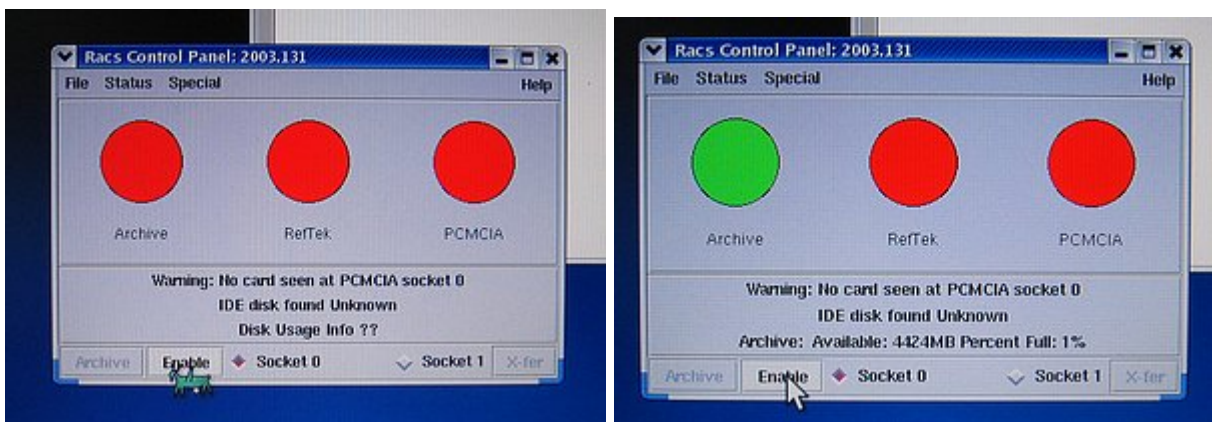 Racs Control Panel: 2003.131
File Status Special Help
Archive RefTek PCMCIA
Warning: No card seen at PCMCIA socket 0
IDE disk found Unknown
Disk Usage Info ??
Archive Enable Socket 0 Socket 1 X-fer
Racs Control Panel: 2003.131
File Status Special Help
Archive RefTek PCMCIA
Warning: No card seen at PCMCIA socket 0
IDE disk found Unknown
Archive: Available: 4424MB Percent Full: 1%
Archive Enable Socket 0 Socket 1 X-fer